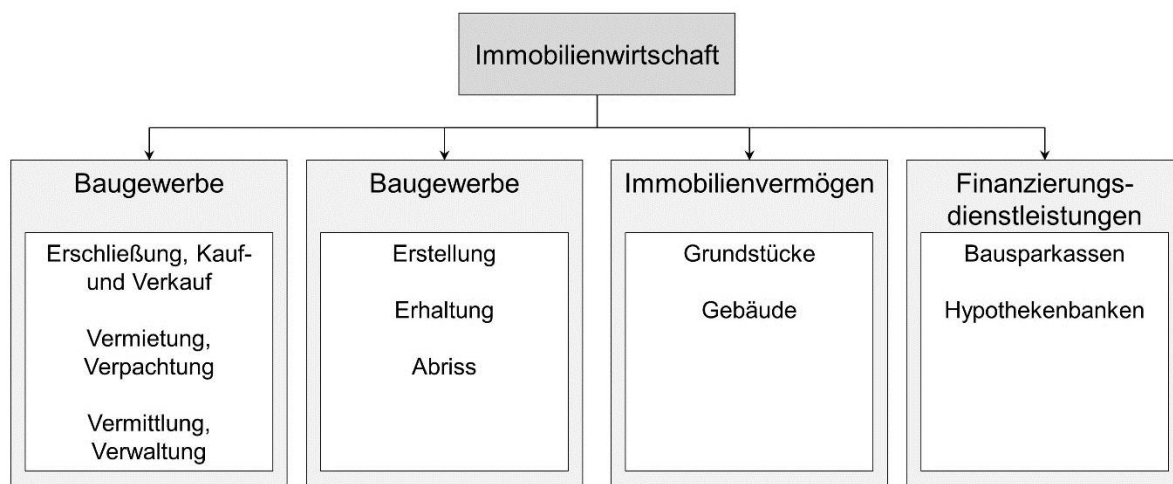 Immobilienwirtschaft
Baugewerbe
Erschließung, Kauf-
und Verkauf
Vermietung,
Verpachtung
Vermittlung,
Verwaltung
Baugewerbe
Erstellung
Erhaltung
Abriss
Immobilienvermögen
Grundstücke
Gebäude
Finanzierungs-
dienstleistungen
Bausparkassen
Hypothekenbanken